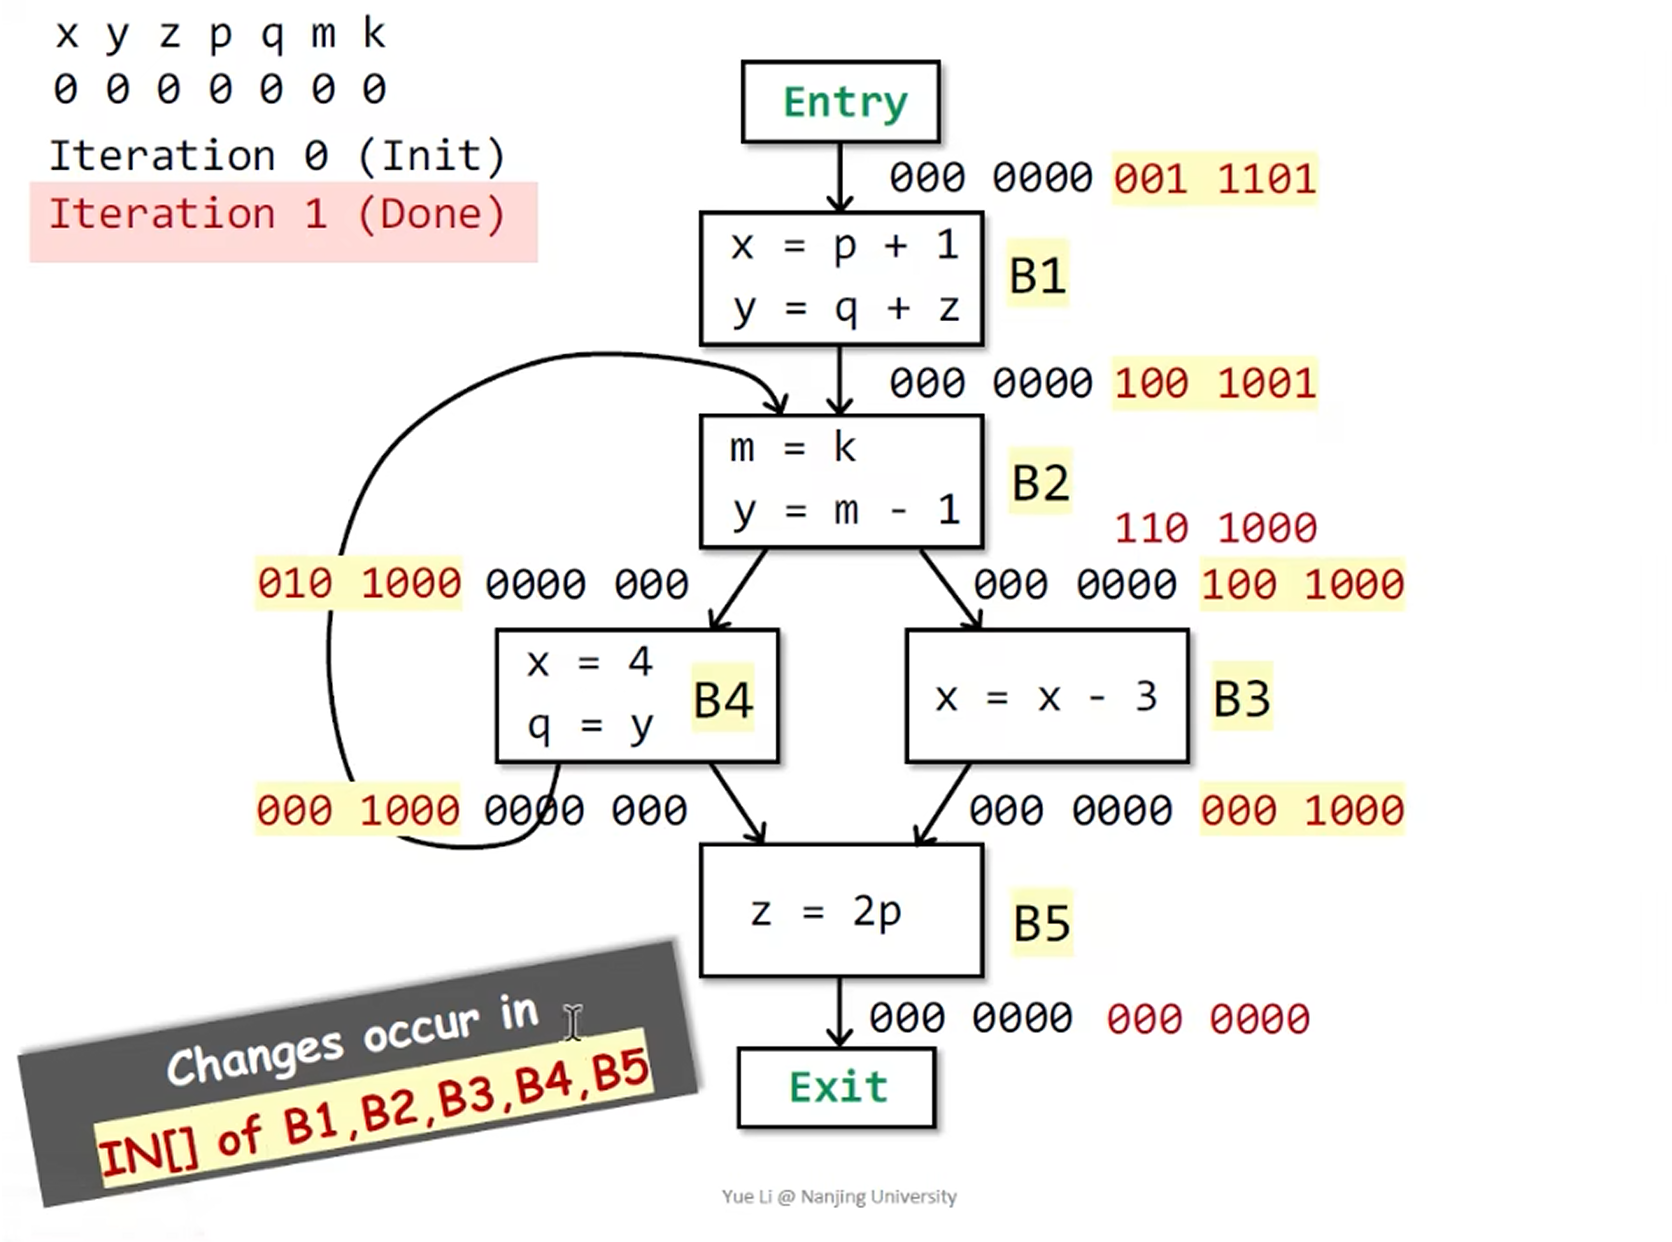 x y z p q m k
0 0 0 0 0 0 0
Iteration 0 (Init)
Iteration 1 (Done)
Entry
000 0000 001 1101
x = p + 1
y = q + z
B1
000 0000 100 1001
m = k
y = m - 1
B2
110 1000
010 1000 0000 000
000 0000 100 1000
x = 4
q = y
B4
x = x - 3
B3
000 1000 0000 000
000 0000 000 1000
z = 2p
B5
000 0000 000 0000
Exit
Changes occur in
IN[] of B1,B2,B3,B4,B5
Yue Li @ Nanjing University